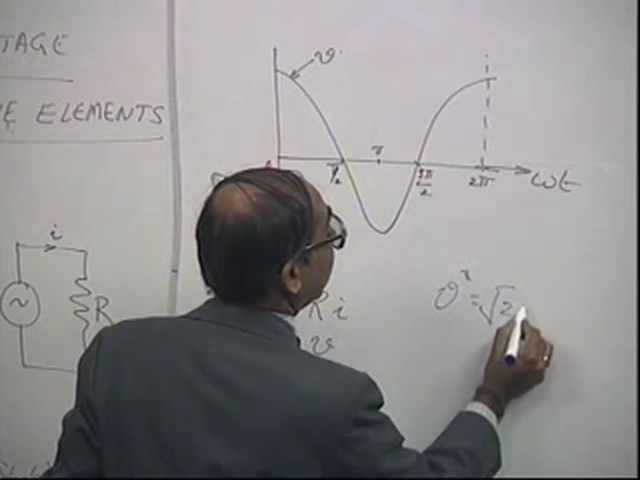 TAGE
E ELEMENTS
v
π/2
π
3π/2
2π
ωt
i
~
R
Ri
v
v = √2